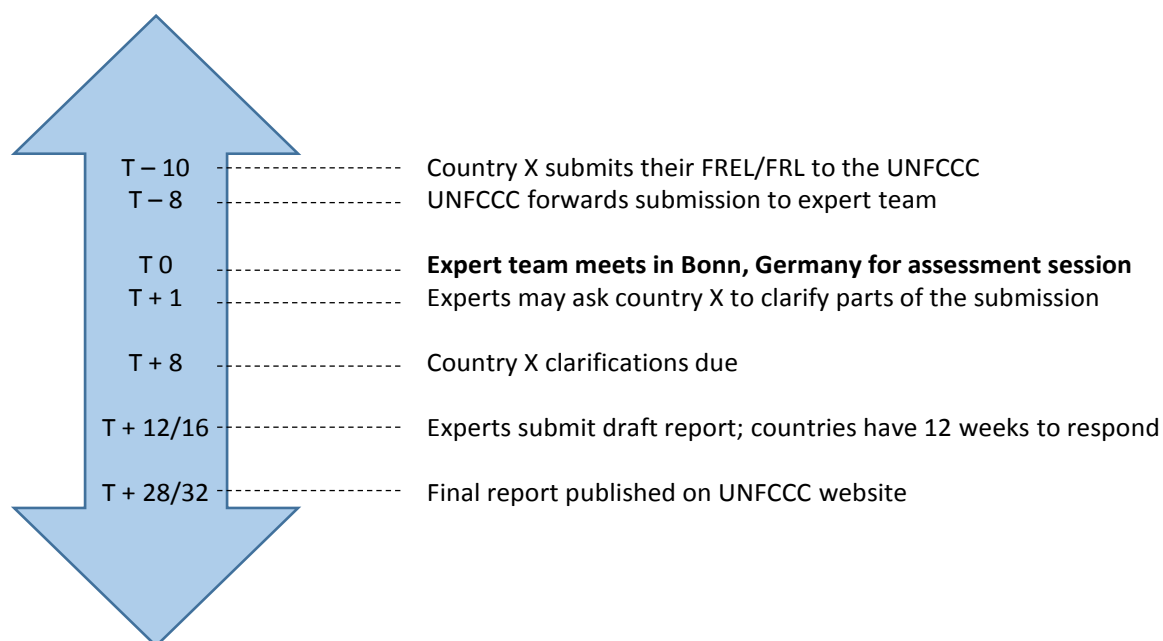 T – 10 Country X submits their FREL/FRL to the UNFCCC
T – 8 UNFCCC forwards submission to expert team
T 0 Expert team meets in Bonn, Germany for assessment session
T + 1 Experts may ask country X to clarify parts of the submission
T + 8 Country X clarifications due
T + 12/16 Experts submit draft report; countries have 12 weeks to respond
T + 28/32 Final report published on UNFCCC website